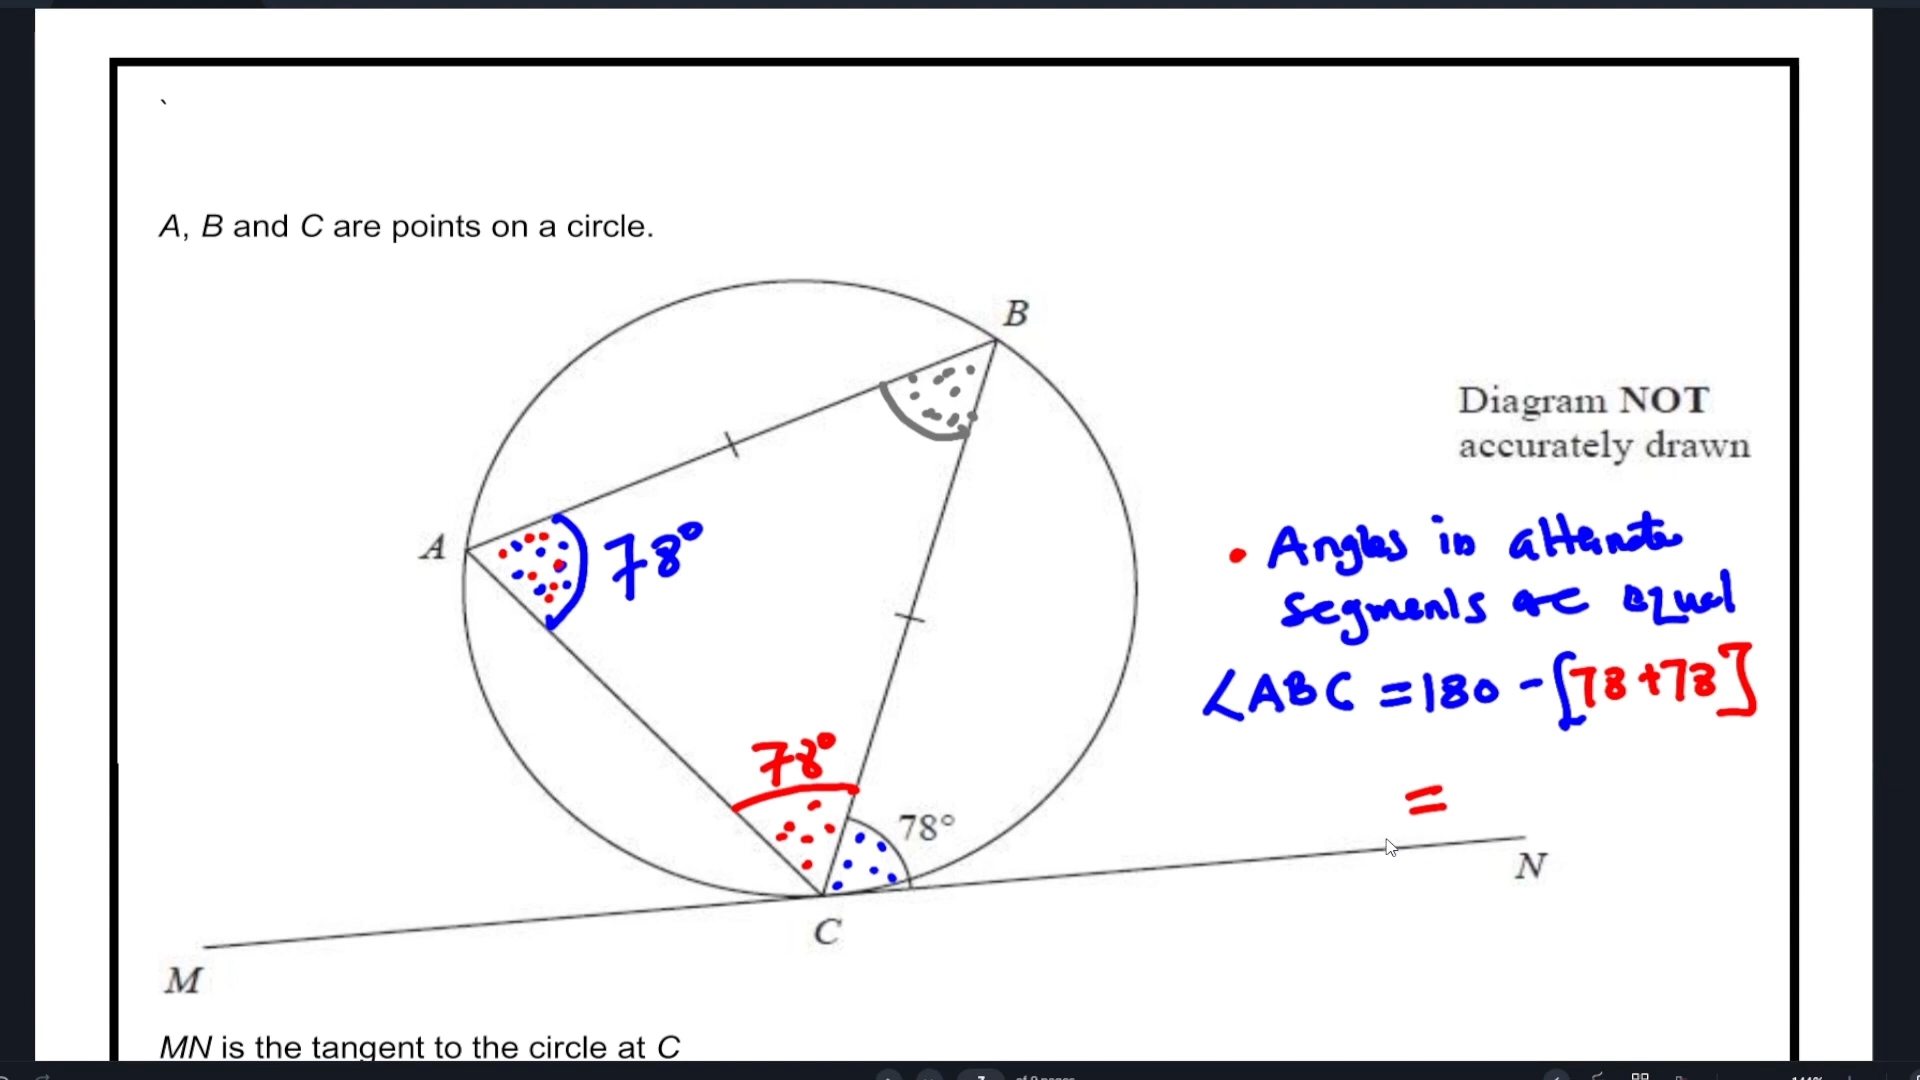 `
A, B and C are points on a circle.
B
Diagram NOT
accurately drawn
A
78°
• Angles in alternate
segments are equal
∠ABC = 180 - [78+78]
78°
=
78°
N
C
M
MN is the tangent to the circle at C